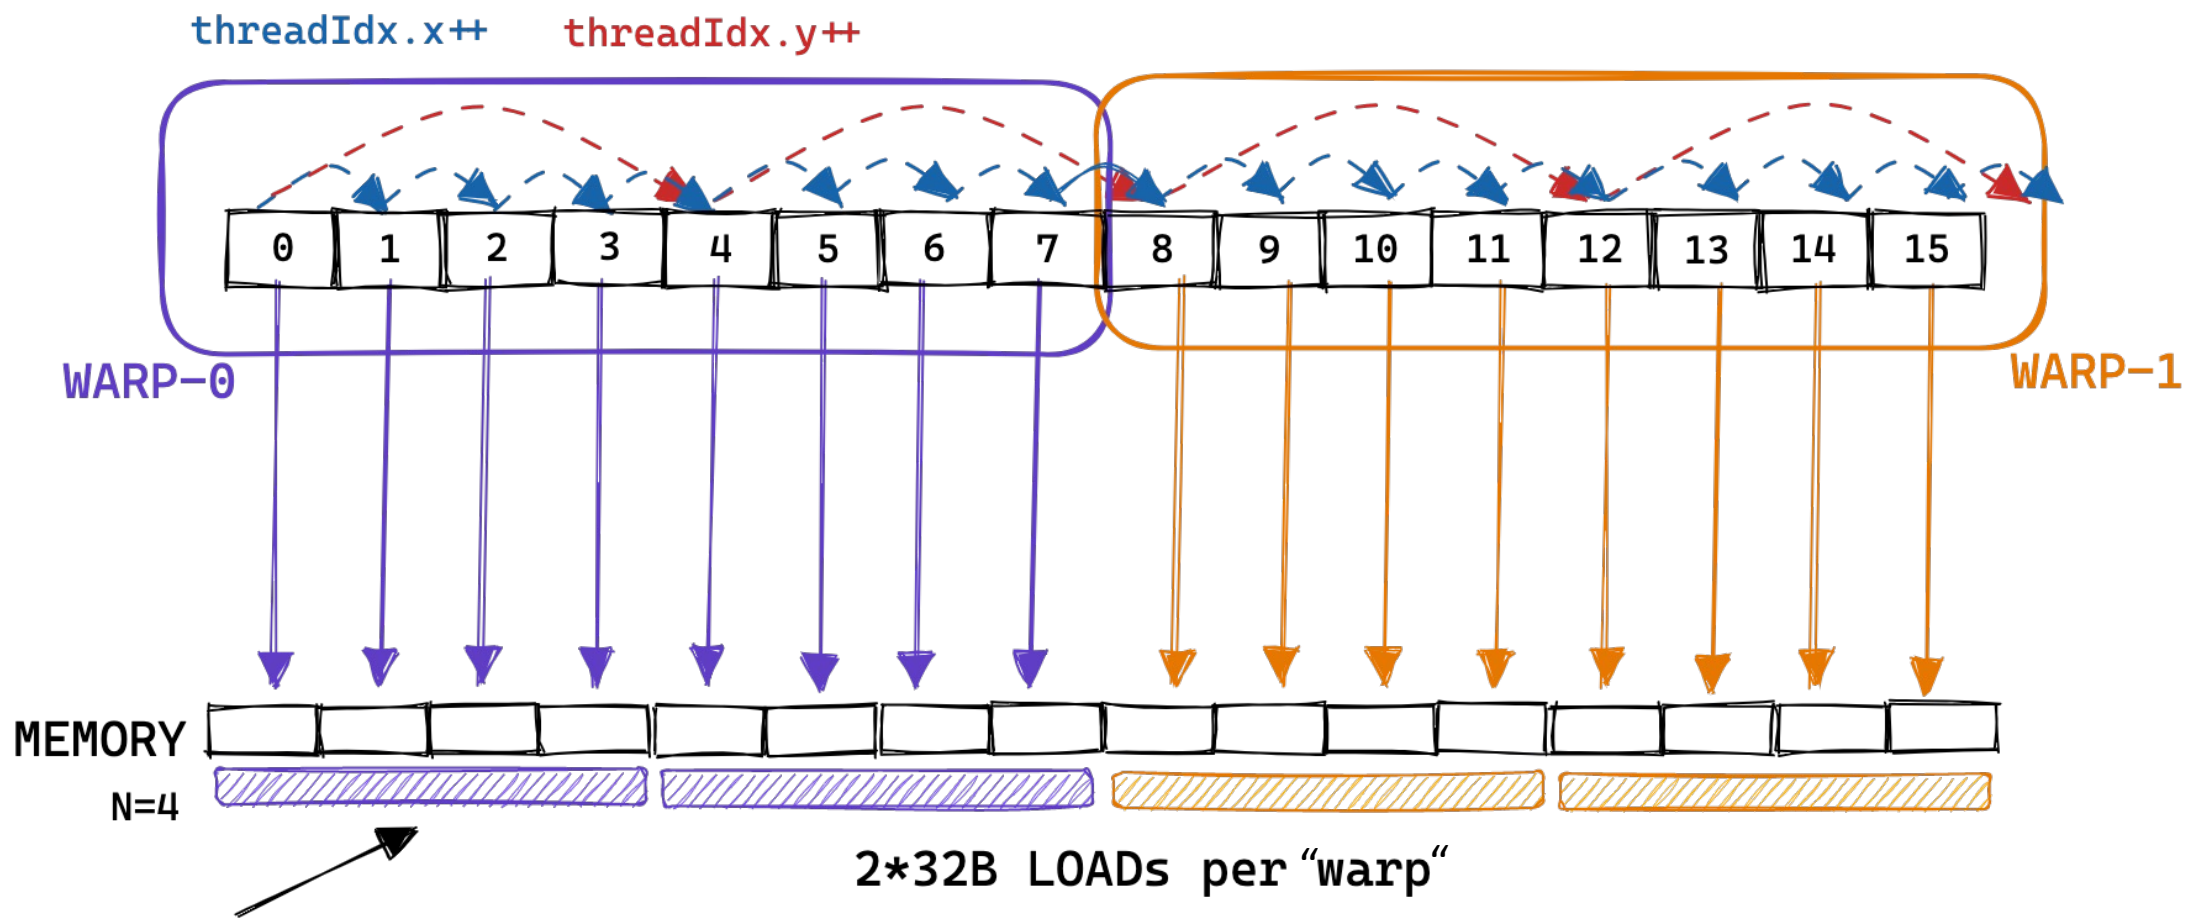 threadIdx.x++ threadIdx.y++
0 1 2 3 4 5 6 7 8 9 10 11 12 13 14 15
WARP-0 WARP-1
MEMORY
N=4
2*32B LOADs per “warp“